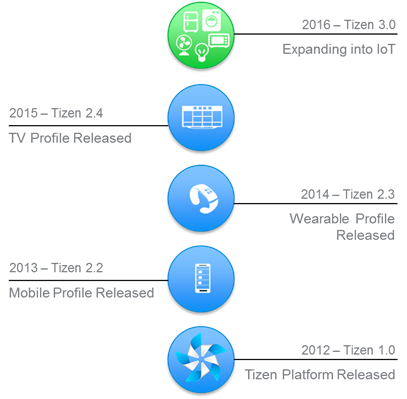 2016 – Tizen 3.0
Expanding into IoT
2015 – Tizen 2.4
TV Profile Released
2014 – Tizen 2.3
Wearable Profile
Released
2013 – Tizen 2.2
Mobile Profile Released
2012 – Tizen 1.0
Tizen Platform Released